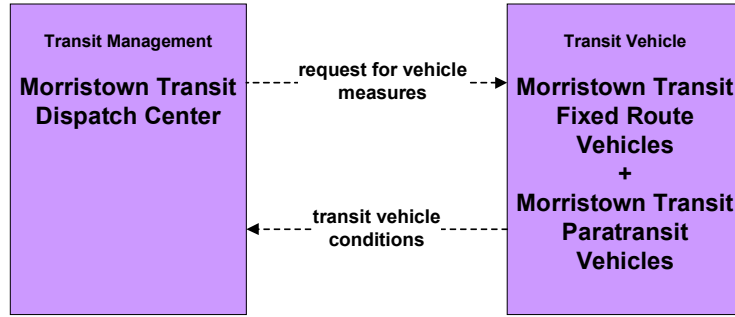 Transit Management
Morristown Transit
Dispatch Center
request for vehicle
measures
transit vehicle
conditions
Transit Vehicle
Morristown Transit
Fixed Route
Vehicles
+
Morristown Transit
Paratransit
Vehicles